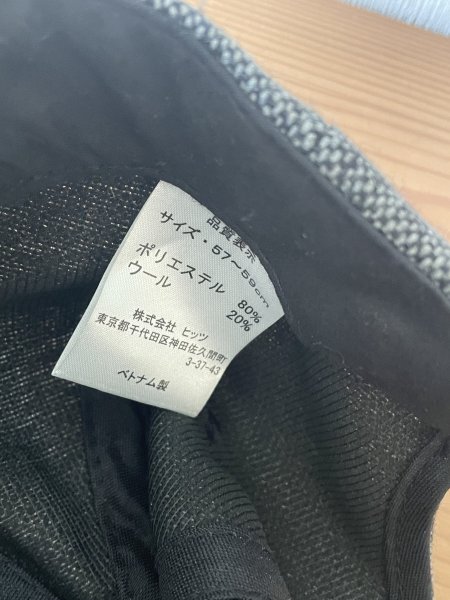 品質表示
サイズ・57～59cm
ポリエステル 80%
ウール 20%
株式会社 ヒッツ
東京都千代田区神田佐久間町
3-37-43
ベトナム製